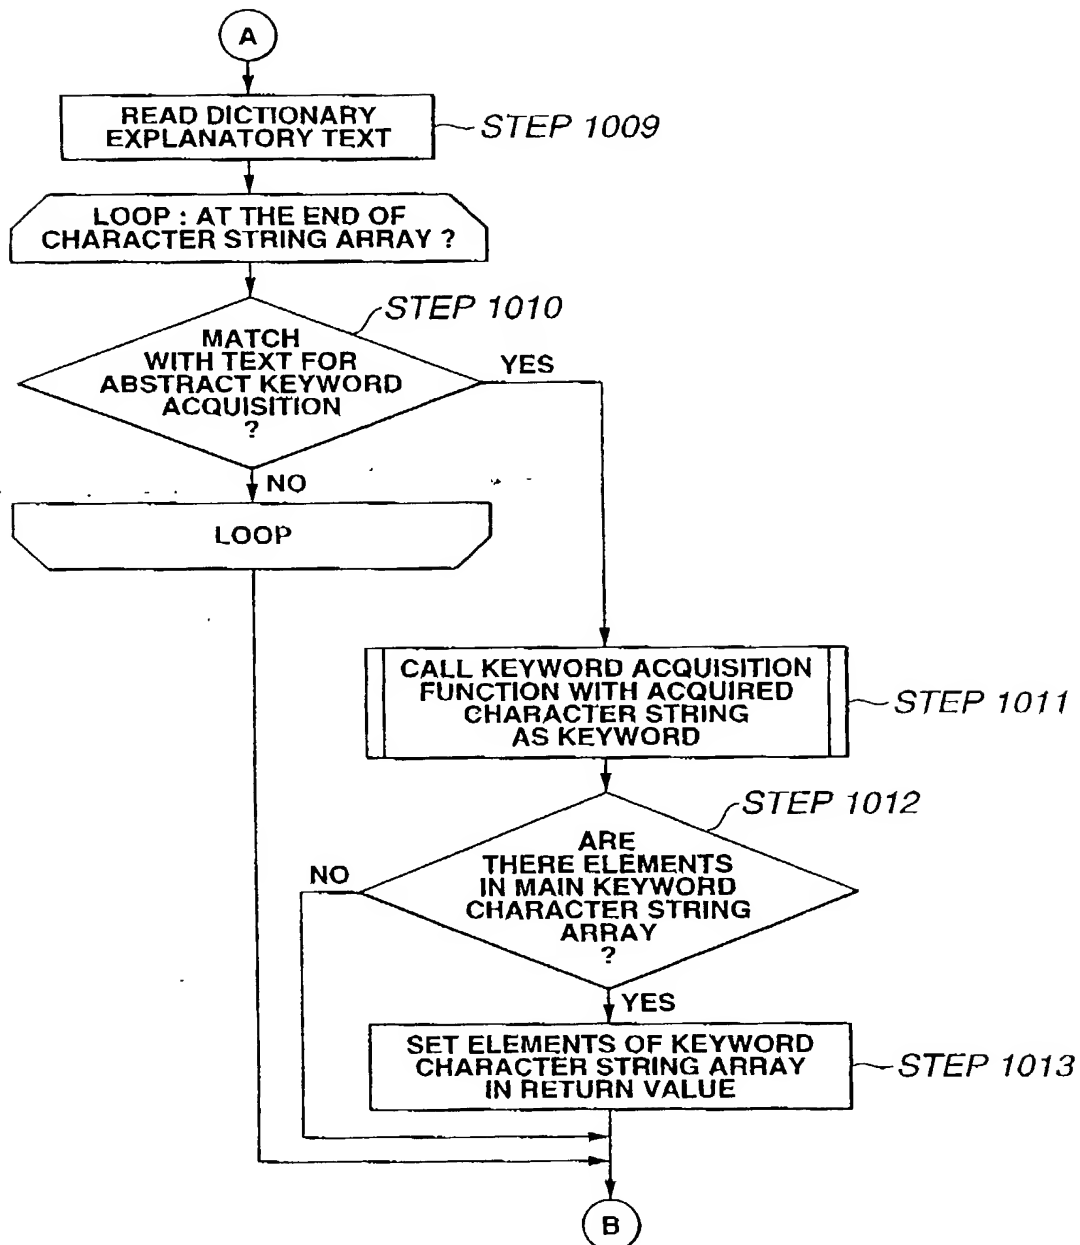 A
READ DICTIONARY
EXPLANATORY TEXT
STEP 1009
LOOP : AT THE END OF
CHARACTER STRING ARRAY ?
STEP 1010
MATCH
WITH TEXT FOR
ABSTRACT KEYWORD
ACQUISITION
?
YES
NO
LOOP
CALL KEYWORD ACQUISITION
FUNCTION WITH ACQUIRED
CHARACTER STRING
AS KEYWORD
STEP 1011
STEP 1012
ARE
THERE ELEMENTS
IN MAIN KEYWORD
CHARACTER STRING
ARRAY
?
NO
YES
SET ELEMENTS OF KEYWORD
CHARACTER STRING ARRAY
IN RETURN VALUE
STEP 1013
B